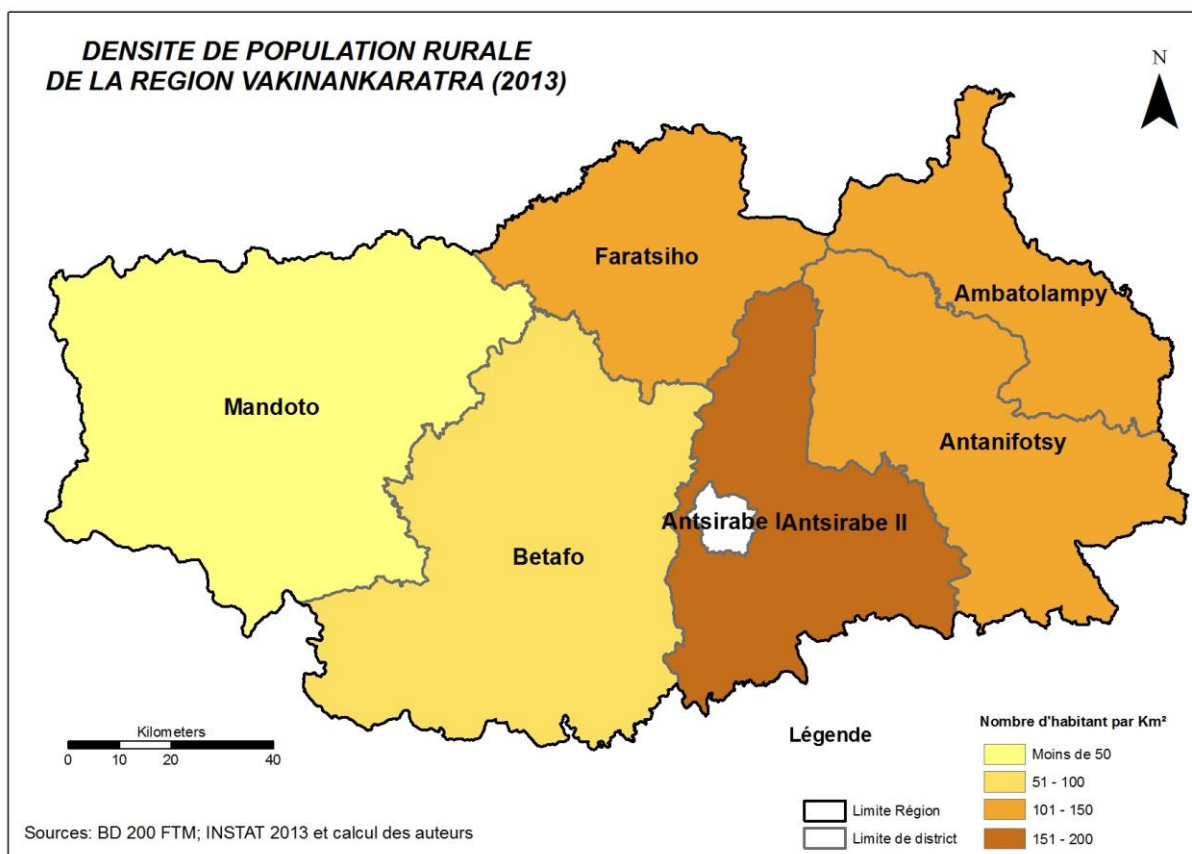 DENSITE DE POPULATION RURALE
DE LA REGION VAKINANKARATRA (2013)
N
Faratsiho
Ambatolampy
Mandoto
Antanifotsy
Antsirabe I
Antsirabe II
Betafo
Kilometers
0 10 20 40
Légende
Limite Région
Limite de district
Nombre d'habitant par Km²
Moins de 50
51 - 100
101 - 150
151 - 200
Sources: BD 200 FTM; INSTAT 2013 et calcul des auteurs